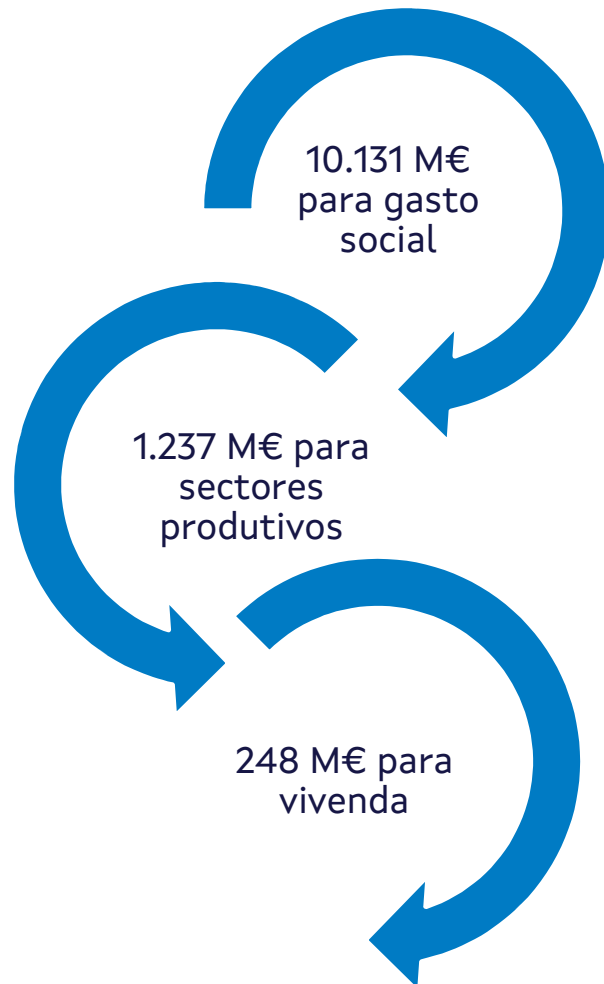 10.131 M€
para gasto
social
1.237 M€ para
sectores
produtivos
248 M€ para
vivenda